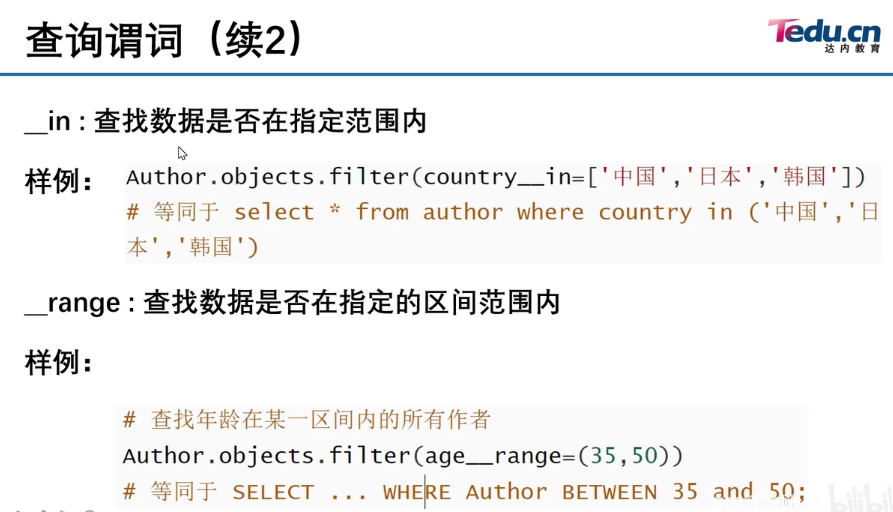 查询谓词（续2）
Tedu.cn
达内教育
__in : 查找数据是否在指定范围内
样例：
Author.objects.filter(country__in=['中国','日本','韩国'])
# 等同于 select * from author where country in ('中国','日
本','韩国')
__range : 查找数据是否在指定的区间范围内
样例：
# 查找年龄在某一区间内的所有作者
Author.objects.filter(age__range=(35,50))
# 等同于 SELECT ... WHERE Author BETWEEN 35 and 50;
bilibili